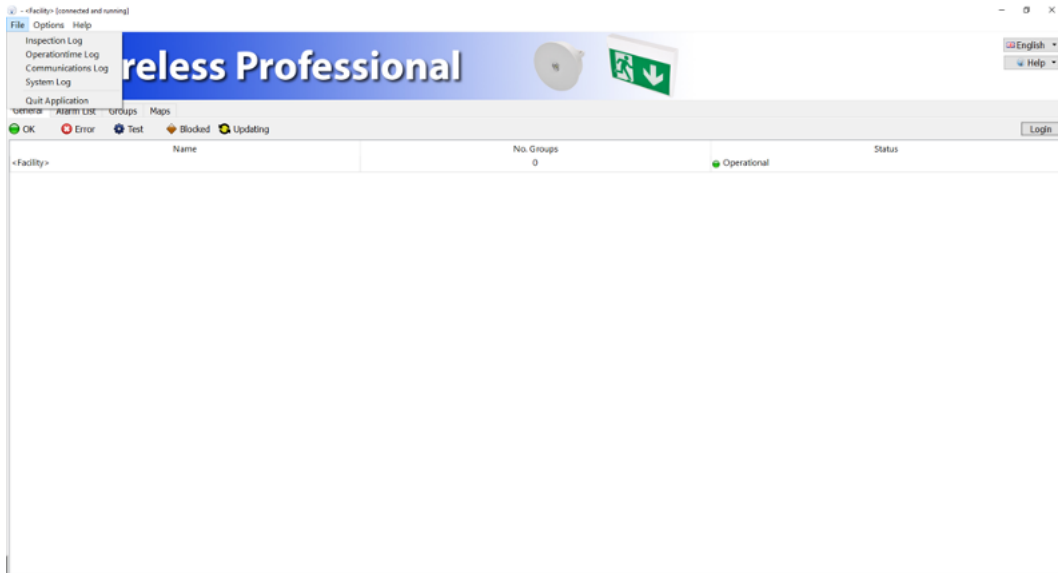 - <Facility> [connected and running]
File Options Help
Inspection Log
Operationtime Log
Communications Log
System Log
Quit Application
reless Professional
English
Help
General Alarm List Groups Maps
OK Error Test Blocked Updating
Login
Name No. Groups Status
<Facility> 0 Operational